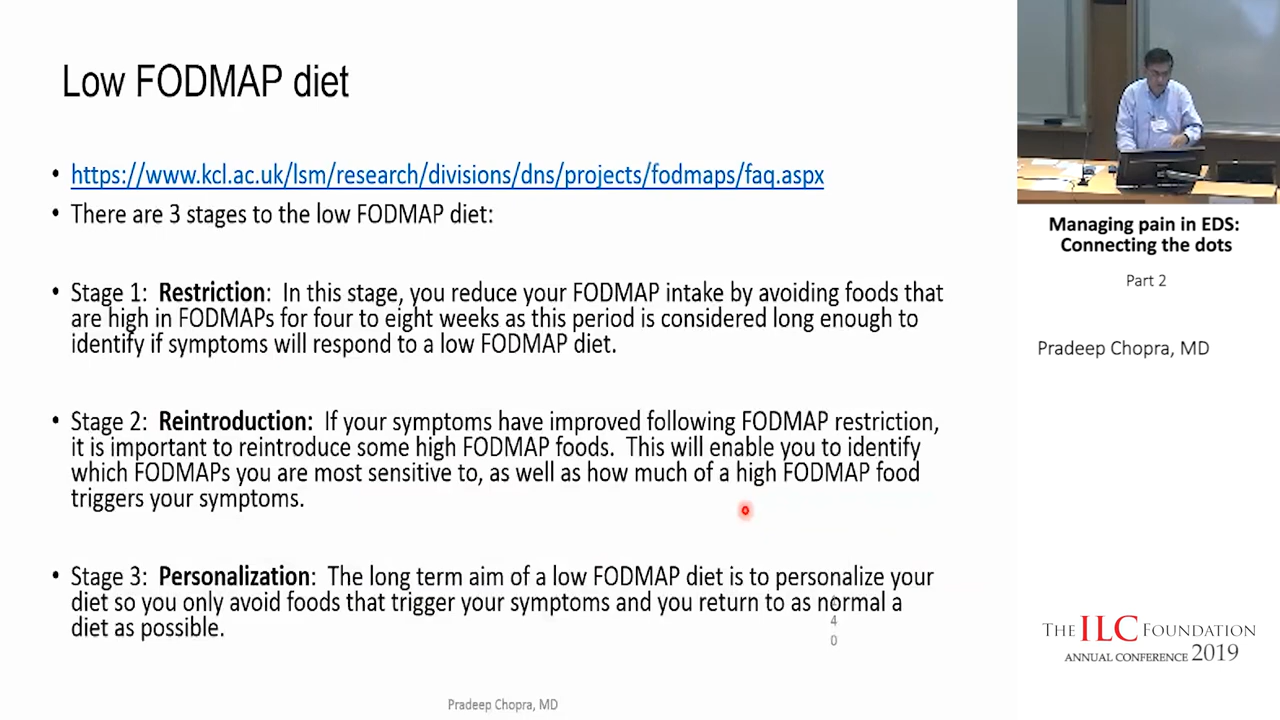 Low FODMAP diet
• https://www.kcl.ac.uk/lsm/research/divisions/dns/projects/fodmaps/faq.aspx
• There are 3 stages to the low FODMAP diet:
• Stage 1: Restriction: In this stage, you reduce your FODMAP intake by avoiding foods that
are high in FODMAPs for four to eight weeks as this period is considered long enough to
identify if symptoms will respond to a low FODMAP diet.
• Stage 2: Reintroduction: If your symptoms have improved following FODMAP restriction,
it is important to reintroduce some high FODMAP foods. This will enable you to identify
which FODMAPs you are most sensitive to, as well as how much of a high FODMAP food
triggers your symptoms.
• Stage 3: Personalization: The long term aim of a low FODMAP diet is to personalize your
diet so you only avoid foods that trigger your symptoms and you return to as normal a
diet as possible.
4
0
Pradeep Chopra, MD
Managing pain in EDS:
Connecting the dots
Part 2
Pradeep Chopra, MD
THE ILC FOUNDATION
ANNUAL CONFERENCE 2019